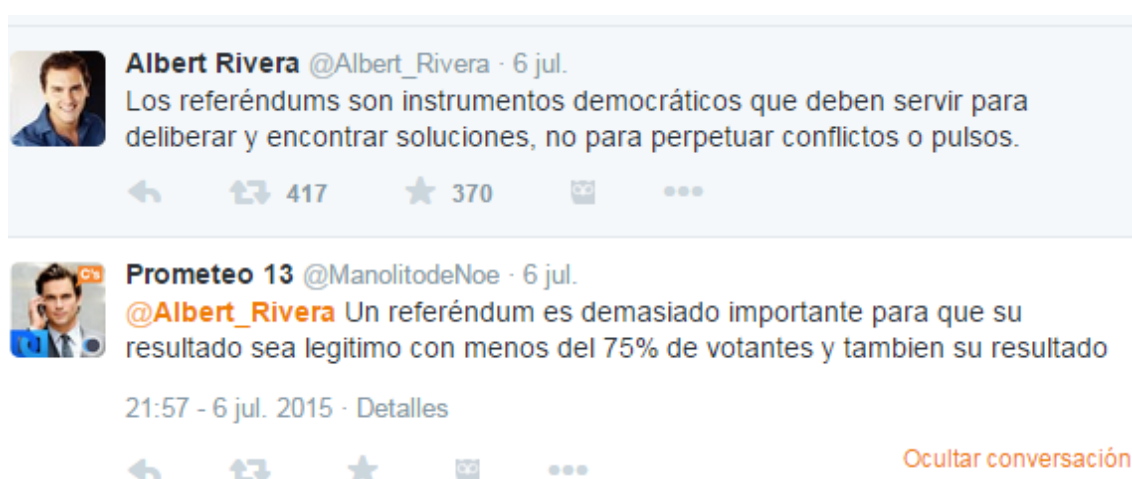 Albert Rivera @Albert_Rivera · 6 jul.
Los referéndums son instrumentos democráticos que deben servir para
deliberar y encontrar soluciones, no para perpetuar conflictos o pulsos.
417 370
C's
Prometeo 13 @ManolitodeNoe · 6 jul.
@Albert_Rivera Un referéndum es demasiado importante para que su
resultado sea legitimo con menos del 75% de votantes y tambien su resultado
21:57 - 6 jul. 2015 · Detalles
Ocultar conversación